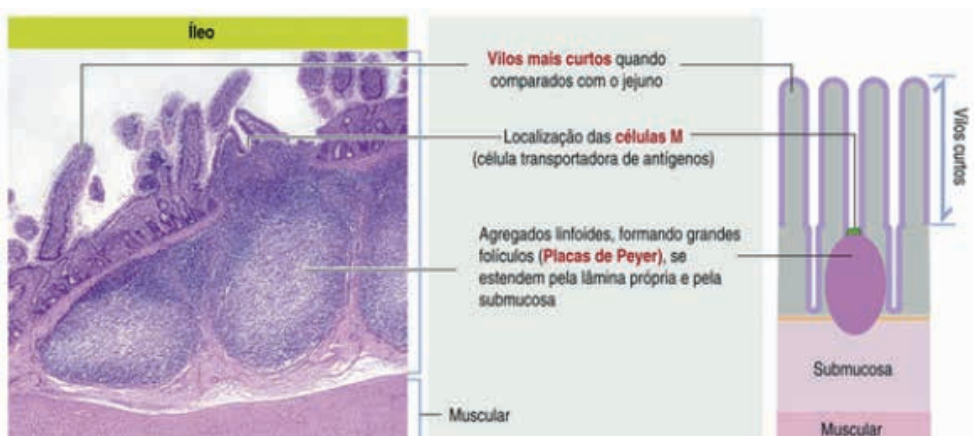 Íleo
Vilos mais curtos quando
comparados com o jejuno
Localização das células M
(célula transportadora de antígenos)
Agregados linfoides, formando grandes
folículos (Placas de Peyer), se
estendem pela lâmina própria e pela
submucosa
Muscular
Vilos curtos
Submucosa
Muscular